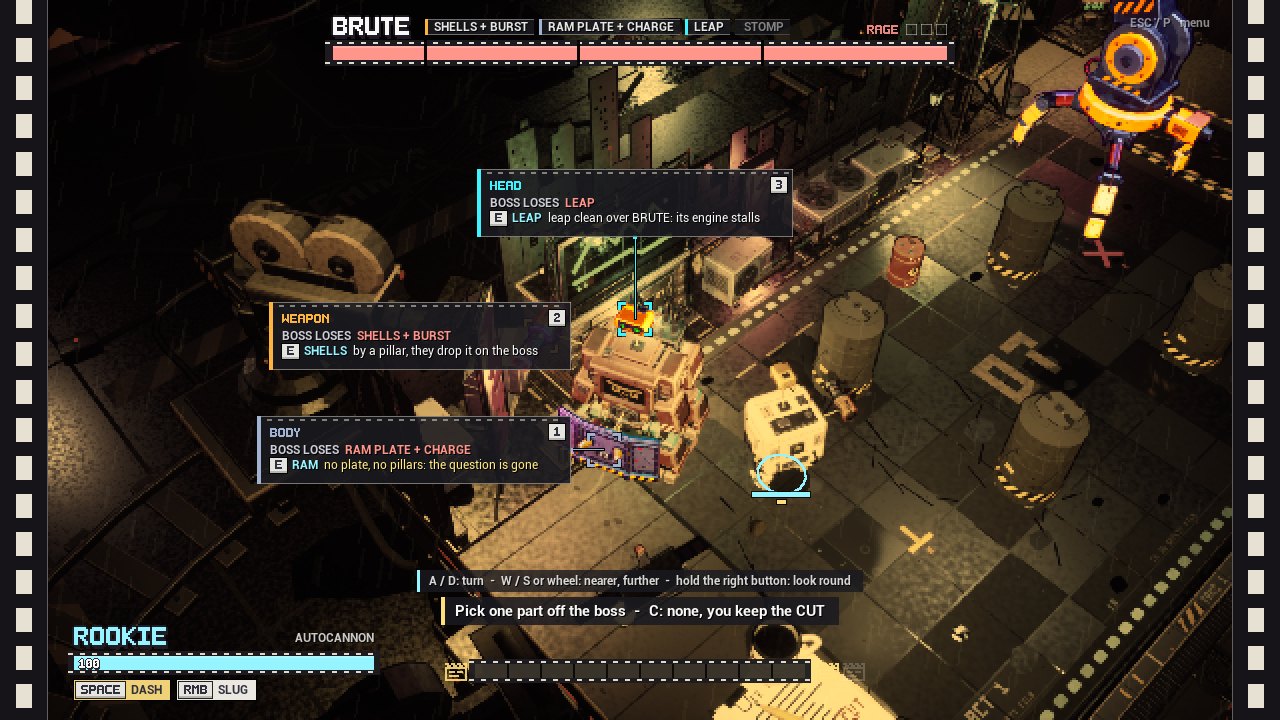 BRUTE
SHELLS + BURST
RAM PLATE + CHARGE
LEAP
STOMP
RAGE
ESC / P menu
HEAD
3
BOSS LOSES LEAP
E LEAP leap clean over BRUTE: its engine stalls
WEAPON
2
BOSS LOSES SHELLS + BURST
E SHELLS by a pillar, they drop it on the boss
BODY
1
BOSS LOSES RAM PLATE + CHARGE
E RAM no plate, no pillars: the question is gone
A / D: turn - W / S or wheel: nearer, further - hold the right button: look round
Pick one part off the boss - C: none, you keep the CUT
ROOKIE
AUTOCANNON
100
SPACE DASH
RMB SLUG